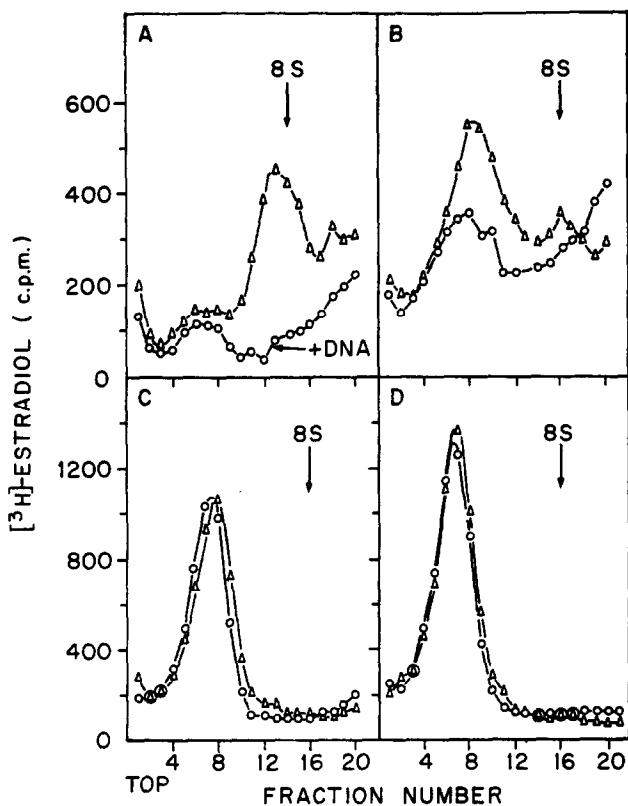 A
B
8S
8S
600
400
200
0
+DNA
C
D
8S
8S
1200
800
400
0
[³H]-ESTRADIOL (c.p.m.)
4 8 12 16 20
4 8 12 16 20
TOP
FRACTION NUMBER